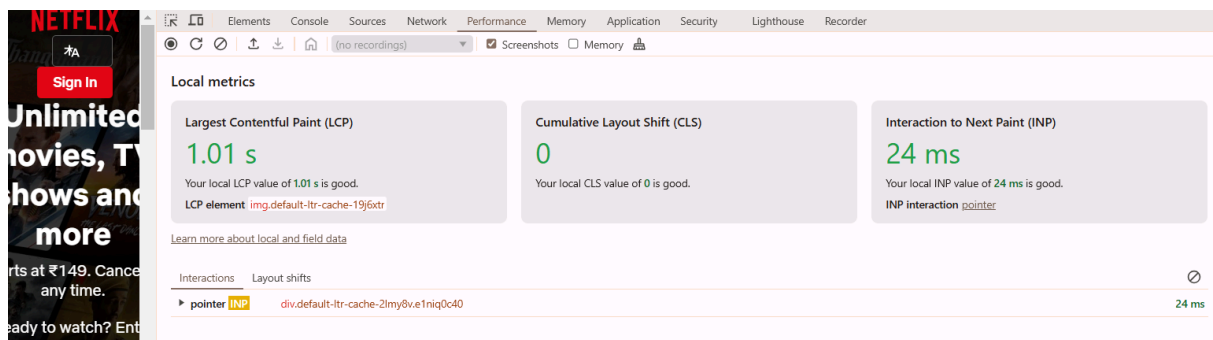 NETFLIX
Sign In
Unlimited
movies, TV
shows and
more
rts at ₹149. Cance
any time.
eady to watch? Ent
Elements Console Sources Network Performance Memory Application Security Lighthouse Recorder
(no recordings) Screenshots Memory
Local metrics
Largest Contentful Paint (LCP)
1.01 s
Your local LCP value of 1.01 s is good.
LCP element img.default-ltr-cache-19j6xtr
Cumulative Layout Shift (CLS)
0
Your local CLS value of 0 is good.
Interaction to Next Paint (INP)
24 ms
Your local INP value of 24 ms is good.
INP interaction pointer
Learn more about local and field data
Interactions Layout shifts
pointer INP div.default-ltr-cache-2lmy8v.e1niq0c40 24 ms